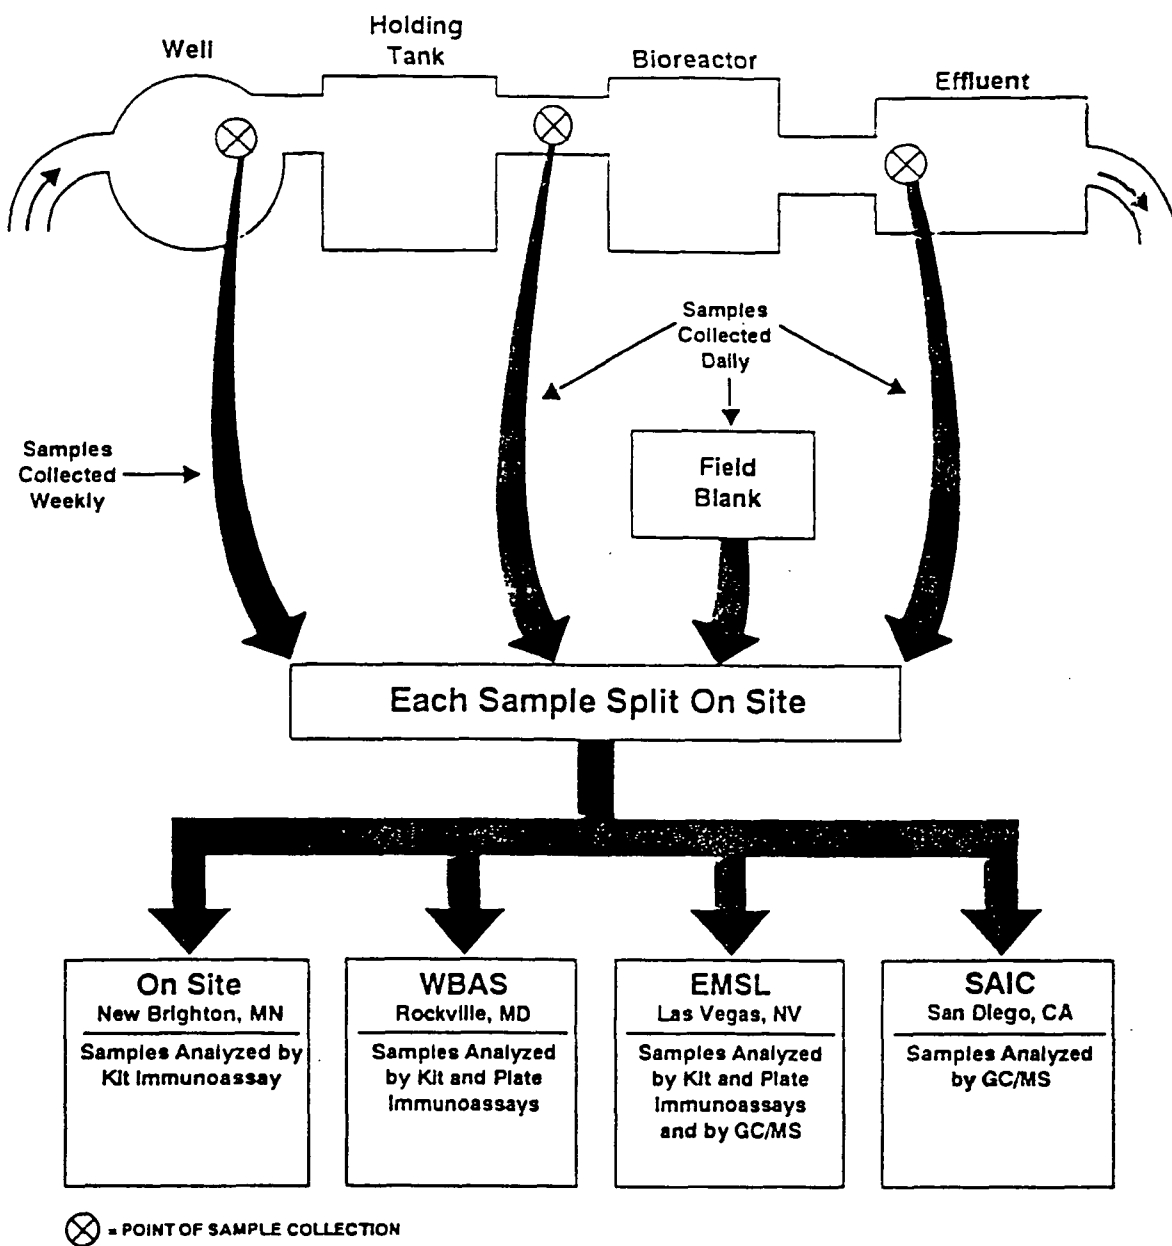 Well
Holding
Tank
Bioreactor
Effluent
Samples
Collected
Daily
Samples
Collected
Weekly
Field
Blank
Each Sample Split On Site
On Site
New Brighton, MN
Samples Analyzed by
Kit Immunoassay
WBAS
Rockville, MD
Samples Analyzed
by Kit and Plate
Immunoassays
EMSL
Las Vegas, NV
Samples Analyzed
by Kit and Plate
Immunoassays
and by GC/MS
SAIC
San Diego, CA
Samples Analyzed
by GC/MS
= POINT OF SAMPLE COLLECTION